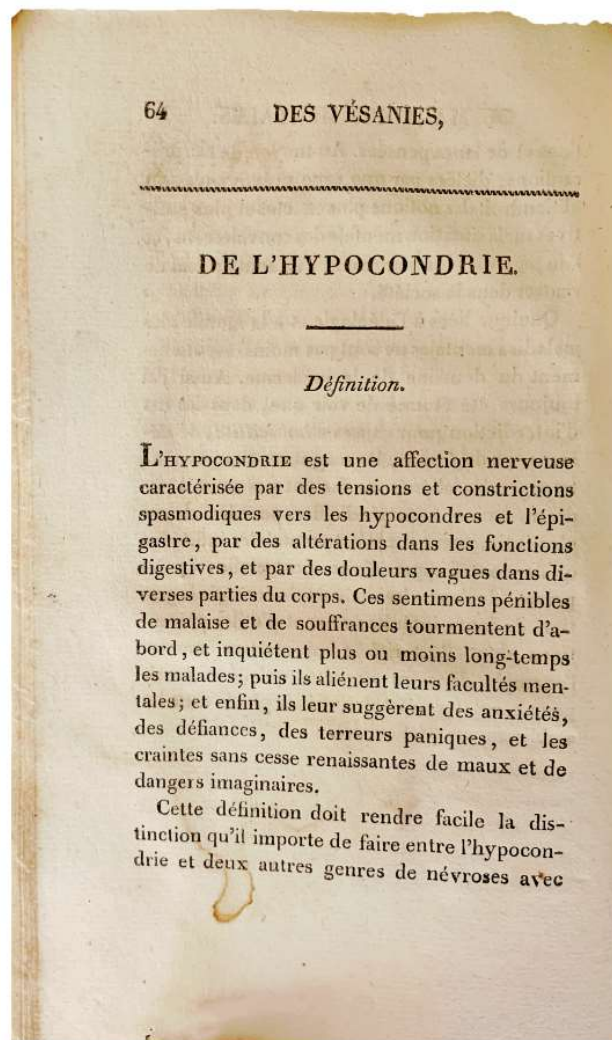 64 DES VÉSANIES,
DE L'HYPOCONDRIE.
Définition.
L'HYPOCONDRIE est une affection nerveuse
caractérisée par des tensions et constrictions
spasmodiques vers les hypocondres et l'épi-
gastre, par des altérations dans les fonctions
digestives, et par des douleurs vagues dans di-
verses parties du corps. Ces sentimens pénibles
de malaise et de souffrances tourmentent d'a-
bord, et inquiétent plus ou moins long-temps
les malades; puis ils aliénent leurs facultés men-
tales; et enfin, ils leur suggèrent des anxiétés,
des défiances, des terreurs paniques, et les
craintes sans cesse renaissantes de maux et de
dangers imaginaires.
Cette définition doit rendre facile la dis-
tinction qu'il importe de faire entre l'hypocon-
drie et deux autres genres de névroses avec